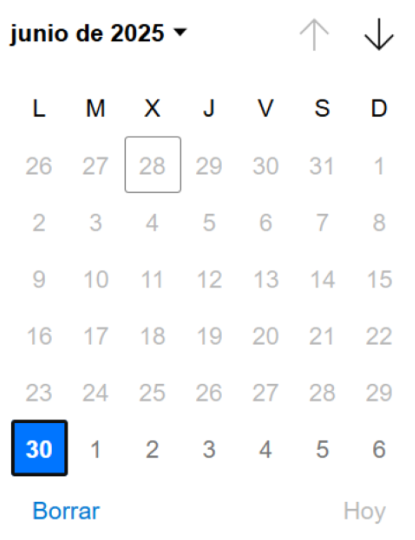 junio de 2025
L M X J V S D
26 27 28 29 30 31 1
2 3 4 5 6 7 8
9 10 11 12 13 14 15
16 17 18 19 20 21 22
23 24 25 26 27 28 29
30 1 2 3 4 5 6
Borrar Hoy